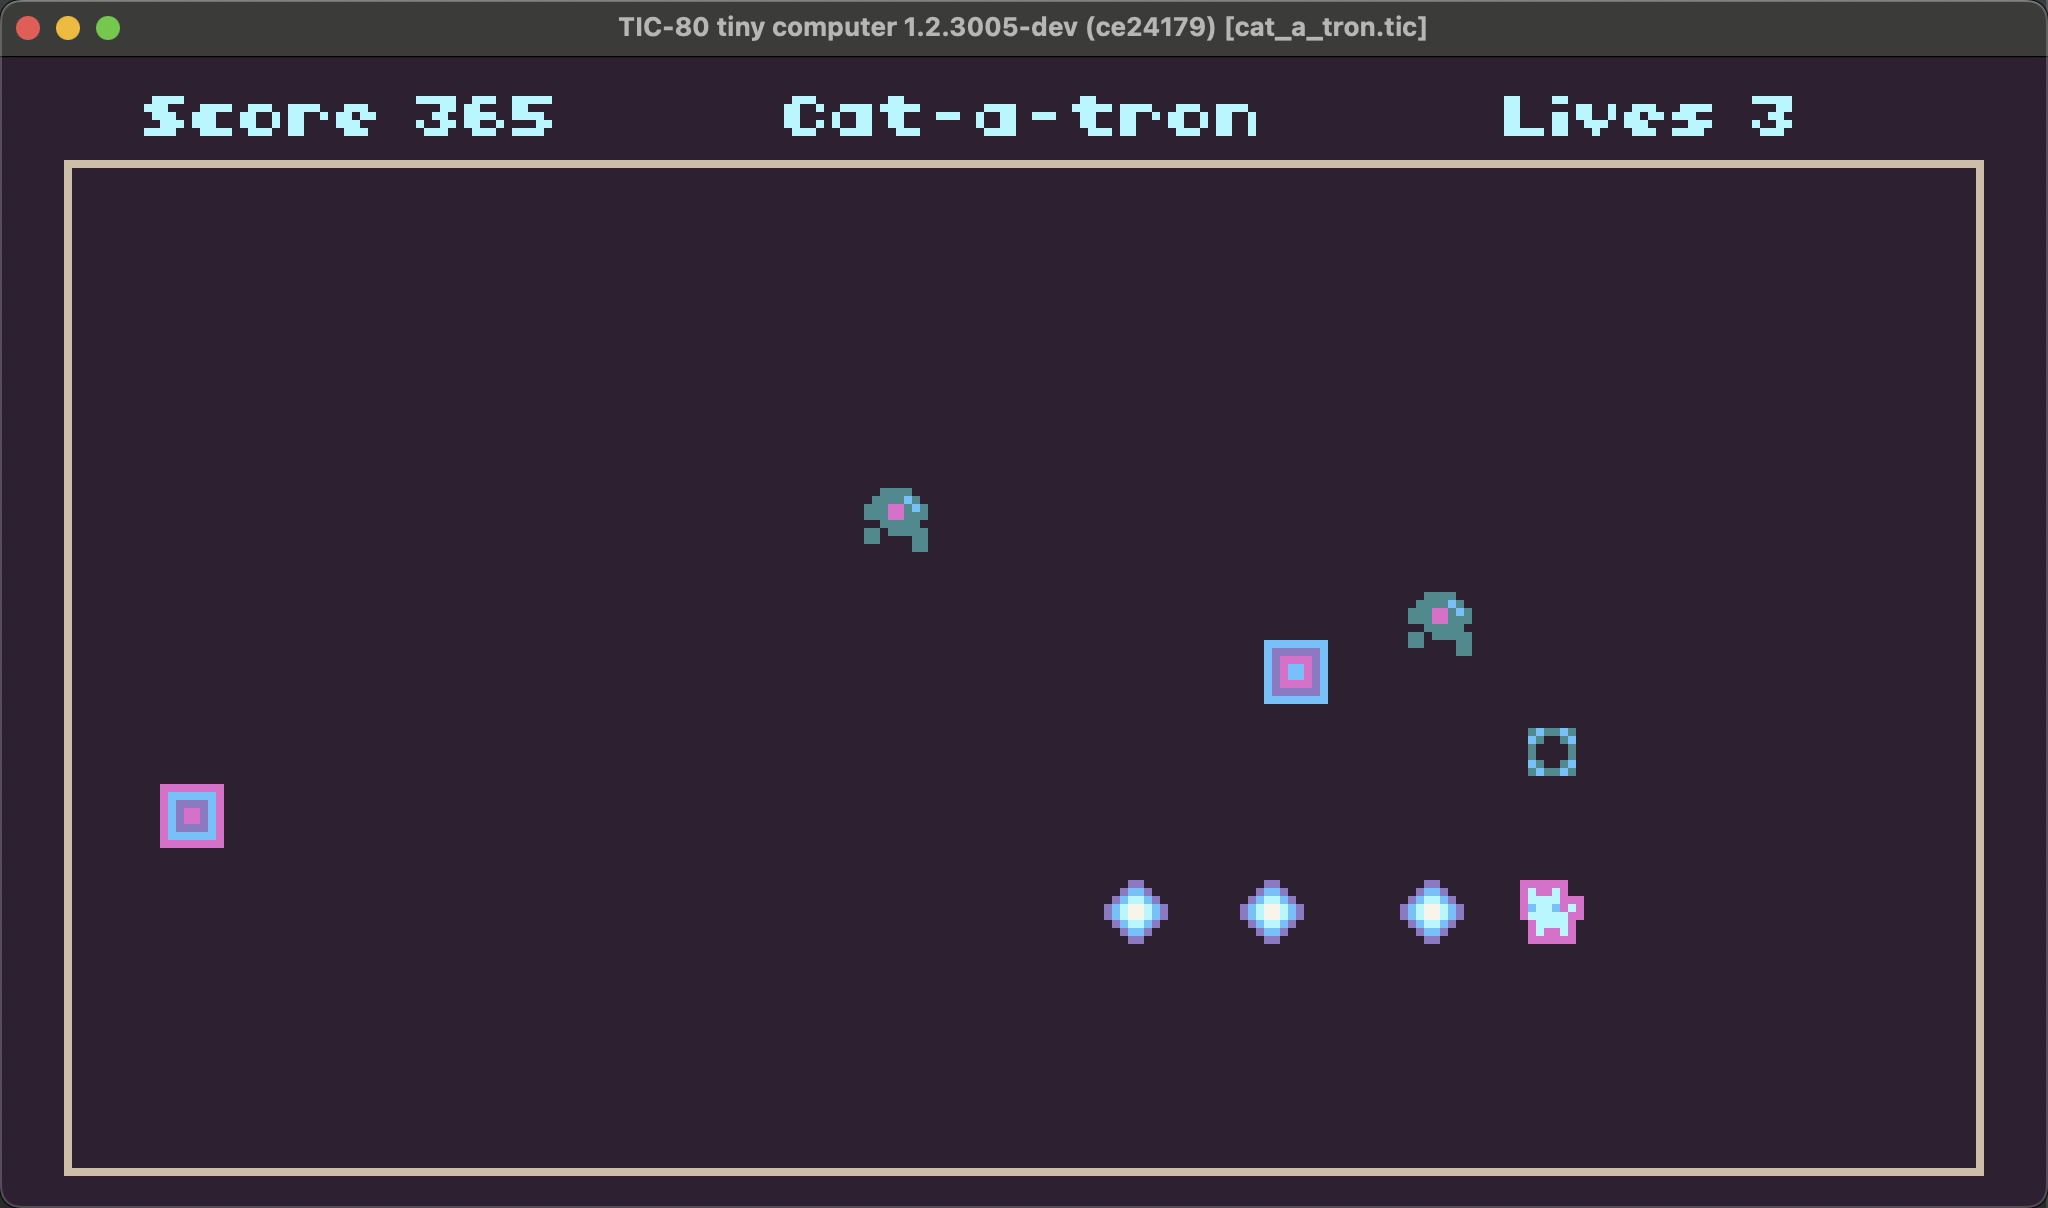 TIC-80 tiny computer 1.2.3005-dev (ce24179) [cat_a_tron.tic]
Score 365 Cat-a-tron Lives 3